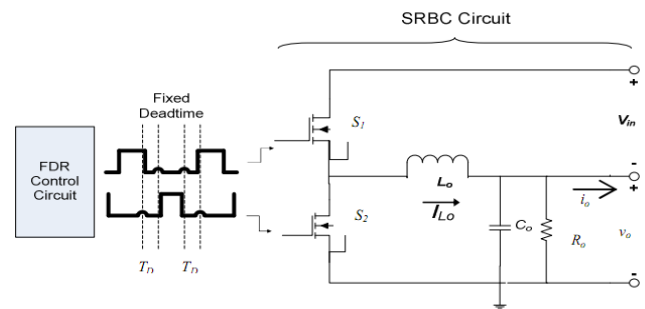 SRBC Circuit
Fixed
Deadtime
FDR
Control
Circuit
T_D T_D
S_1
S_2
L_o
I_Lo
C_o
R_o
+
V_in
-
+
i_o
v_o
-